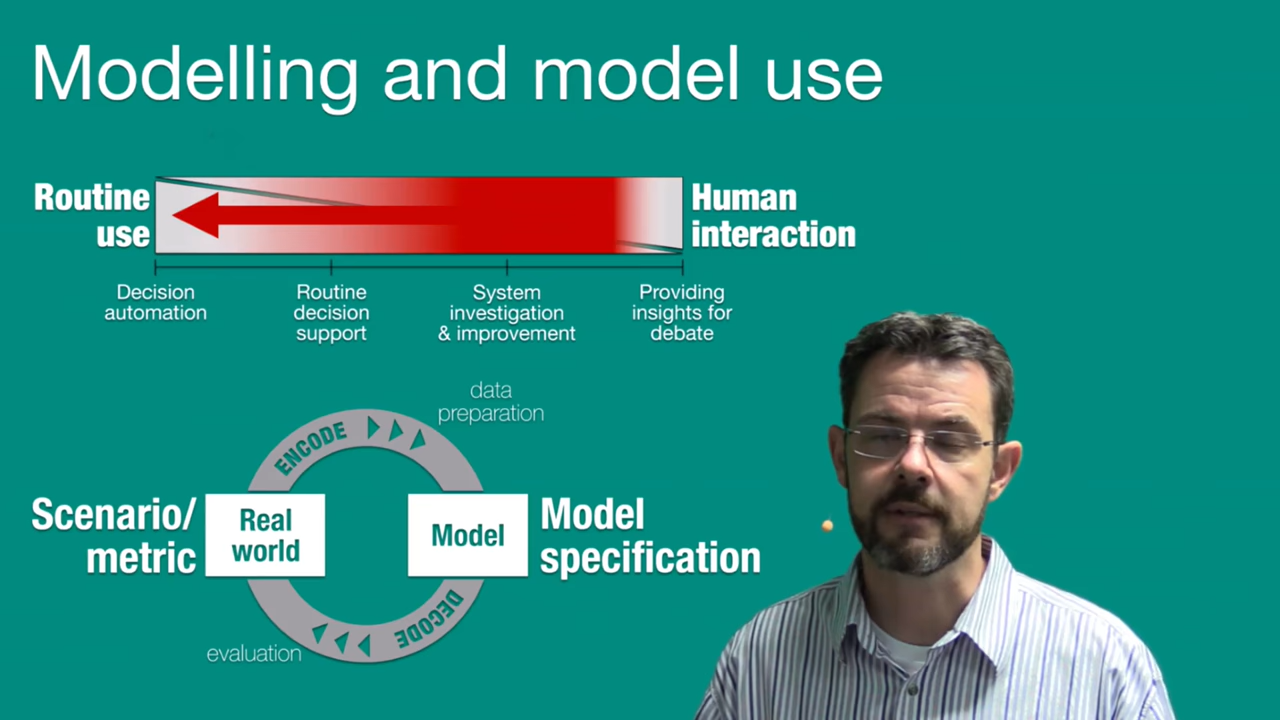 Modelling and model use
Routine
use
Human
interaction
Decision
automation
Routine
decision
support
System
investigation
& improvement
Providing
insights for
debate
data
preparation
ENCODE
Scenario/
metric
Real
world
Model
Model
specification
DECODE
evaluation